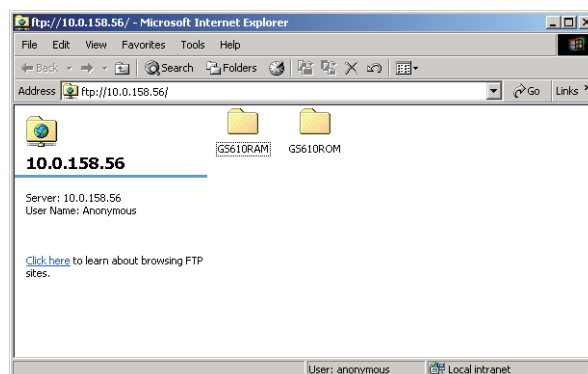 ftp://10.0.158.56/ - Microsoft Internet Explorer
File Edit View Favorites Tools Help
Back Search Folders
Address ftp://10.0.158.56/ Go Links »
GS610RAM GS610ROM
10.0.158.56
Server: 10.0.158.56
User Name: Anonymous
Click here to learn about browsing FTP
sites.
User: anonymous Local intranet